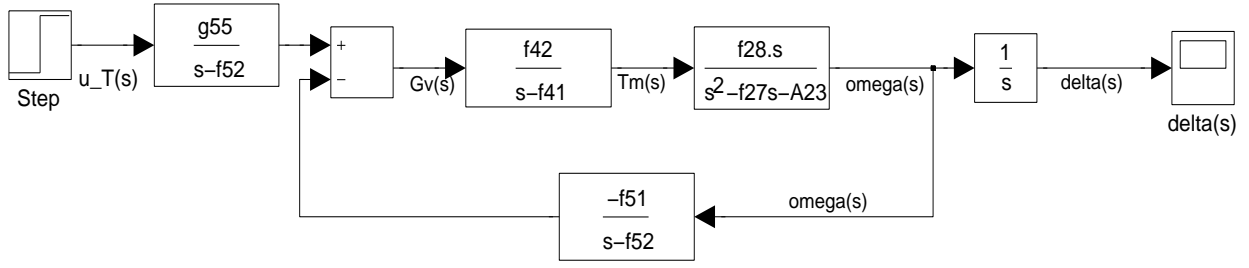 Step
u_T(s)
g55
s−f52
+
−
Gv(s)
f42
s−f41
Tm(s)
f28.s
s2−f27s−A23
omega(s)
1
s
delta(s)
delta(s)
−f51
s−f52
omega(s)